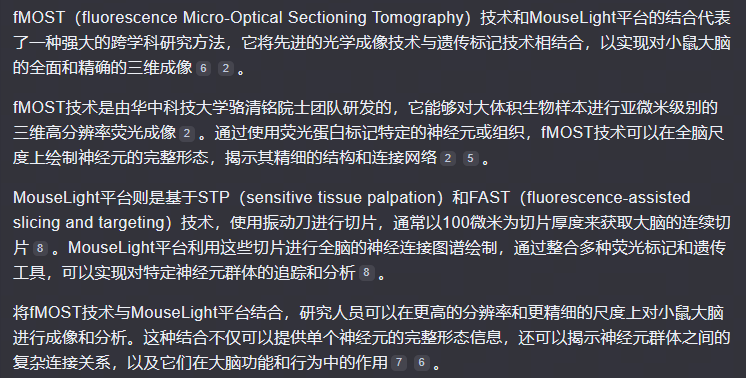 fMOST（fluorescence Micro-Optical Sectioning Tomography）技术和MouseLight平台的结合代表
了一种强大的跨学科研究方法，它将先进的光学成像技术与遗传标记技术相结合，以实现对小鼠大脑
的全面和精确的三维成像 6 2 。
fMOST技术是由华中科技大学骆清铭院士团队研发的，它能够对大体积生物样本进行亚微米级别的
三维高分辨率荧光成像 2 。通过使用荧光蛋白标记特定的神经元或组织，fMOST技术可以在全脑尺
度上绘制神经元的完整形态，揭示其精细的结构和连接网络 2 5 。
MouseLight平台则是基于STP（sensitive tissue palpation）和FAST（fluorescence-assisted
slicing and targeting）技术，使用振动刀进行切片，通常以100微米为切片厚度来获取大脑的连续切
片 8 。MouseLight平台利用这些切片进行全脑的神经连接图谱绘制，通过整合多种荧光标记和遗传
工具，可以实现对特定神经元群体的追踪和分析 8 。
将fMOST技术与MouseLight平台结合，研究人员可以在更高的分辨率和更精细的尺度上对小鼠大脑
进行成像和分析。这种结合不仅可以提供单个神经元的完整形态信息，还可以揭示神经元群体之间的
复杂连接关系，以及它们在大脑功能和行为中的作用 7 6 。